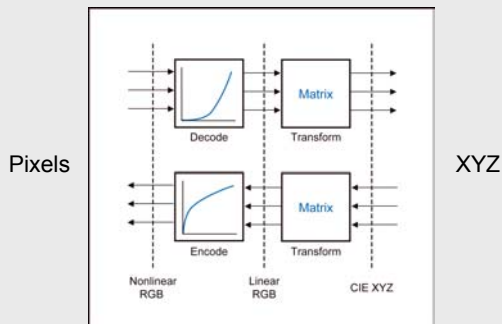 Matrix
Decode
Transform
Pixels
XYZ
Matrix
Encode
Transform
Nonlinear
RGB
Linear
RGB
CIE XYZ